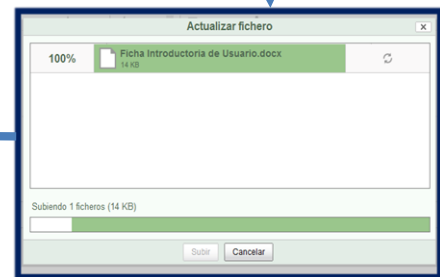 Actualizar fichero
x
100%
Ficha Introductoria de Usuario.docx
14 KB
Subiendo 1 ficheros (14 KB)
Subir Cancelar